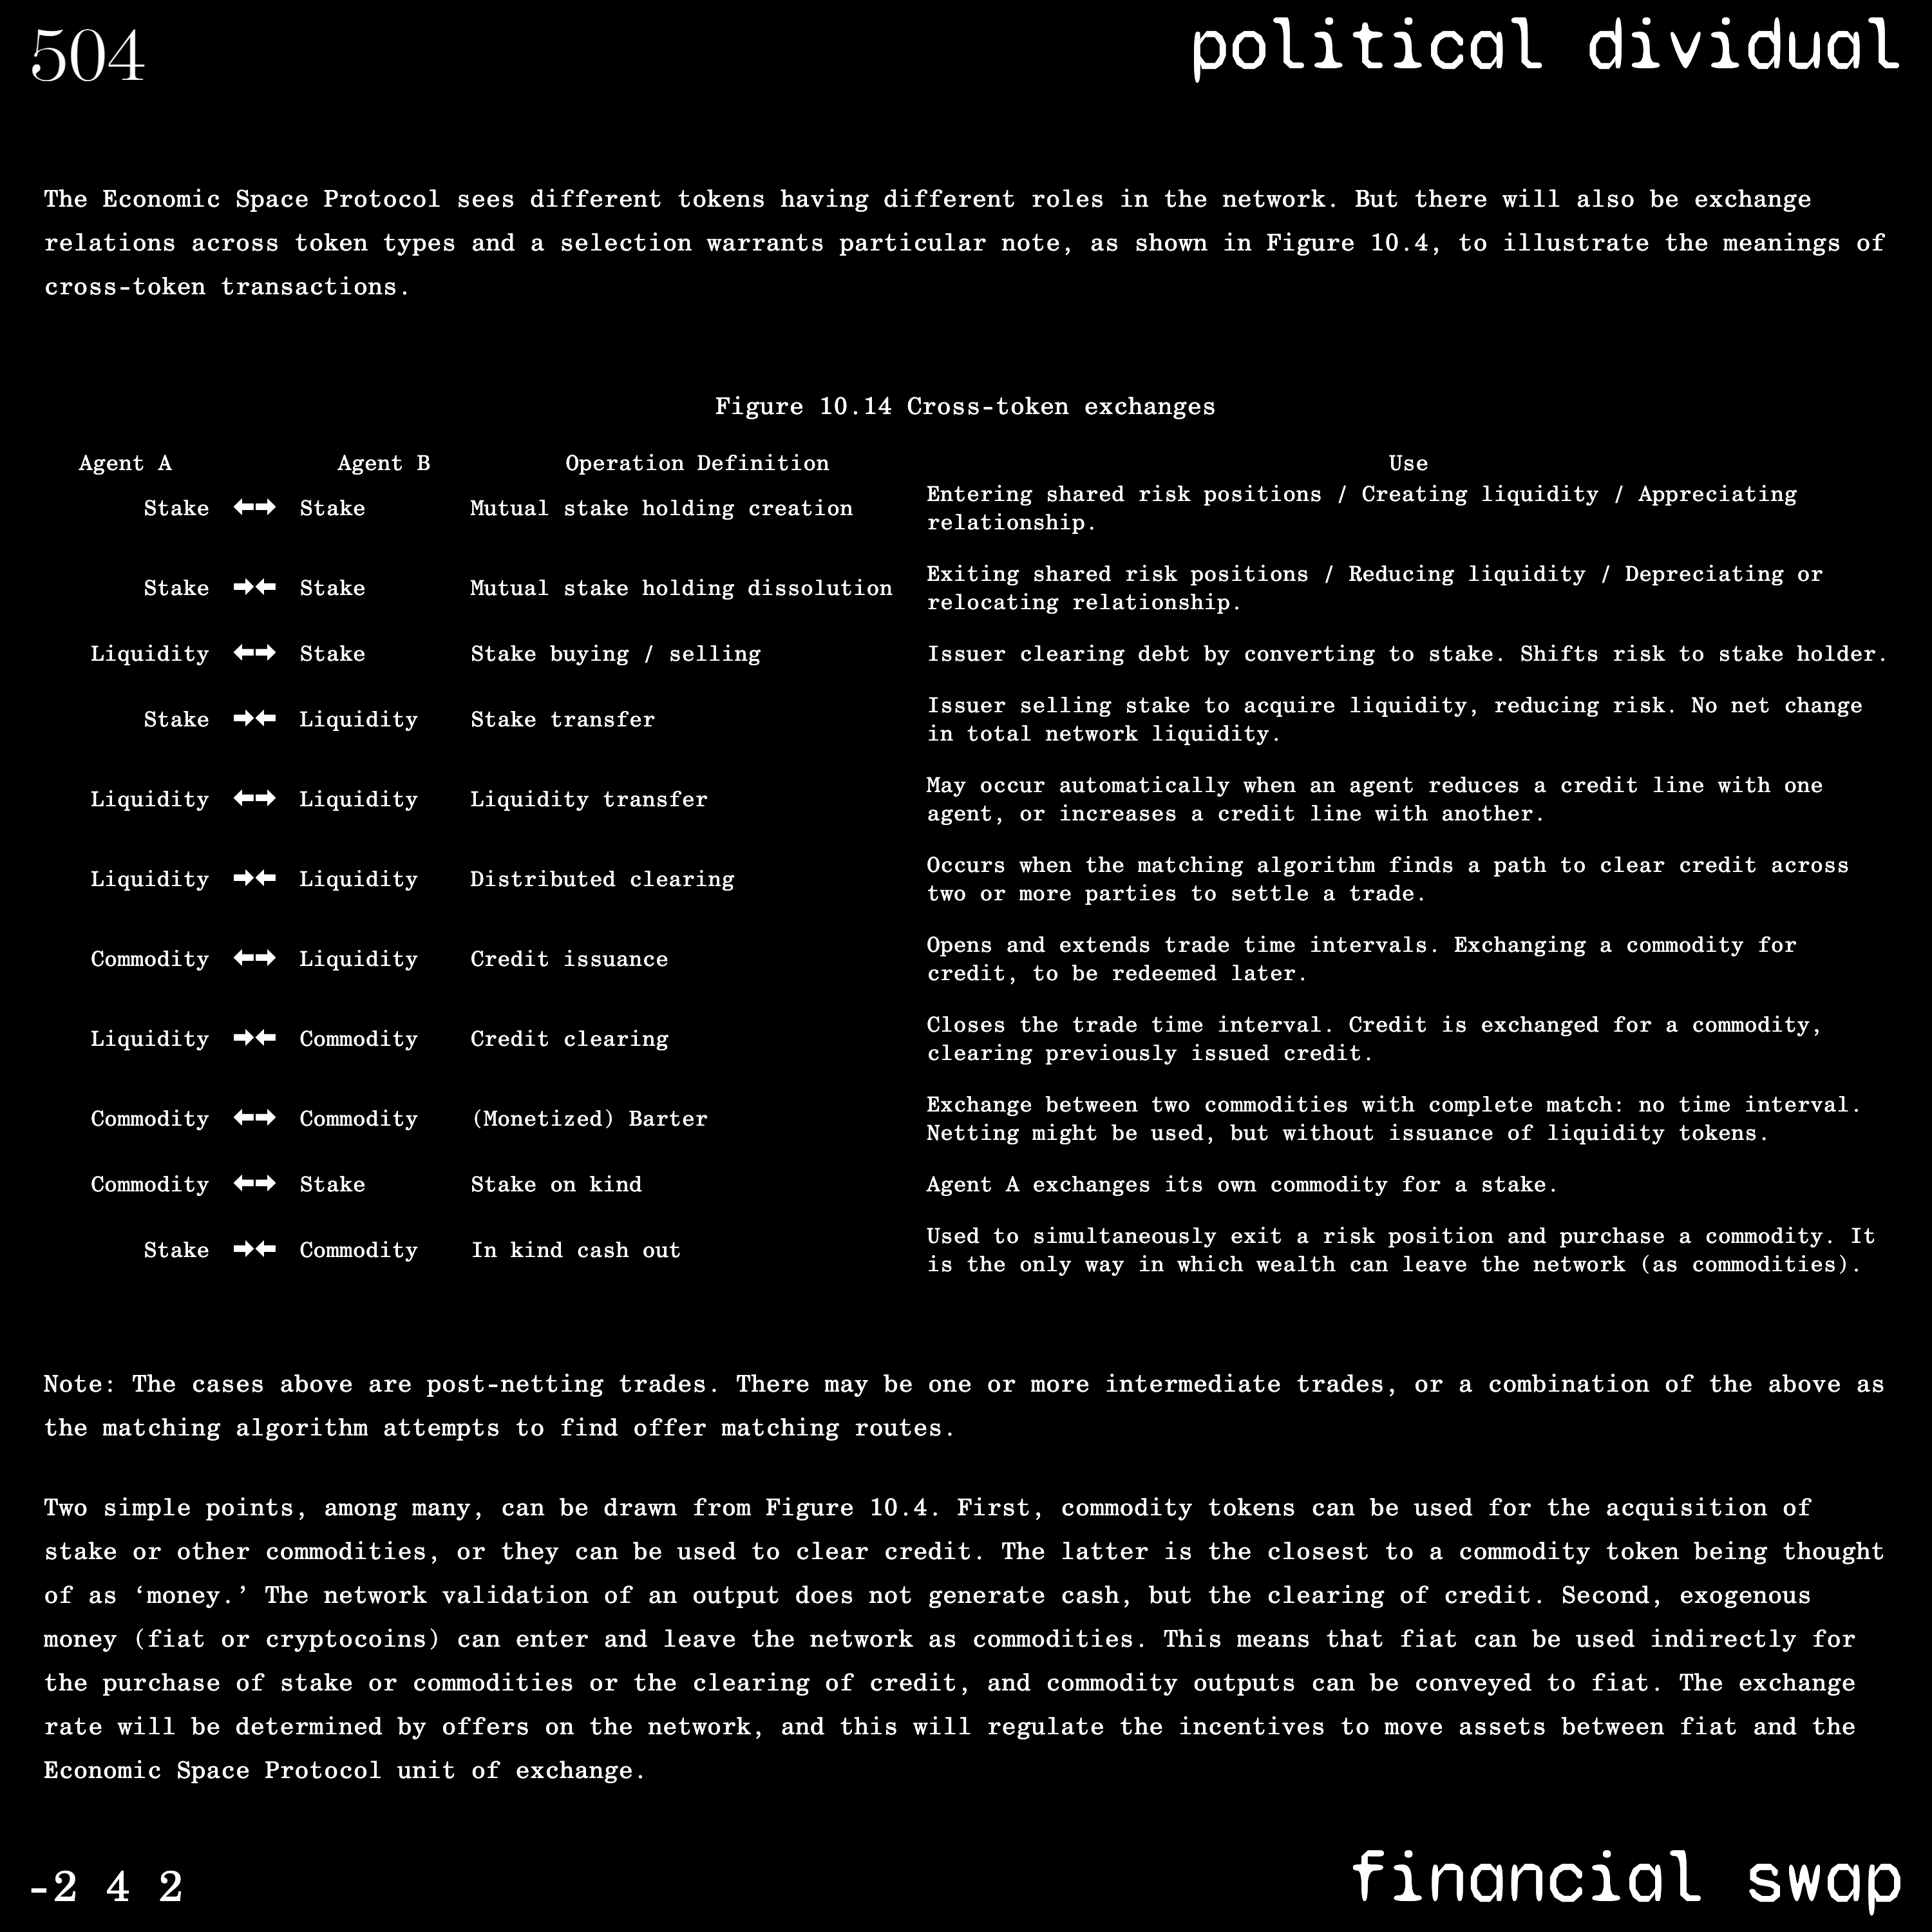 504
political dividual
The Economic Space Protocol sees different tokens having different roles in the network. But there will also be exchange
relations across token types and a selection warrants particular note, as shown in Figure 10.4, to illustrate the meanings of
cross-token transactions.
Figure 10.14 Cross-token exchanges
Agent A Agent B Operation Definition Use
Stake ⬅➡ Stake Mutual stake holding creation Entering shared risk positions / Creating liquidity / Appreciating
relationship.
Stake ➡⬅ Stake Mutual stake holding dissolution Exiting shared risk positions / Reducing liquidity / Depreciating or
relocating relationship.
Liquidity ⬅➡ Stake Stake buying / selling Issuer clearing debt by converting to stake. Shifts risk to stake holder.
Stake ➡⬅ Liquidity Stake transfer Issuer selling stake to acquire liquidity, reducing risk. No net change
in total network liquidity.
Liquidity ⬅➡ Liquidity Liquidity transfer May occur automatically when an agent reduces a credit line with one
agent, or increases a credit line with another.
Liquidity ➡⬅ Liquidity Distributed clearing Occurs when the matching algorithm finds a path to clear credit across
two or more parties to settle a trade.
Commodity ⬅➡ Liquidity Credit issuance Opens and extends trade time intervals. Exchanging a commodity for
credit, to be redeemed later.
Liquidity ➡⬅ Commodity Credit clearing Closes the trade time interval. Credit is exchanged for a commodity,
clearing previously issued credit.
Commodity ⬅➡ Commodity (Monetized) Barter Exchange between two commodities with complete match: no time interval.
Netting might be used, but without issuance of liquidity tokens.
Commodity ⬅➡ Stake Stake on kind Agent A exchanges its own commodity for a stake.
Stake ➡⬅ Commodity In kind cash out Used to simultaneously exit a risk position and purchase a commodity. It
is the only way in which wealth can leave the network (as commodities).
Note: The cases above are post-netting trades. There may be one or more intermediate trades, or a combination of the above as
the matching algorithm attempts to find offer matching routes.
Two simple points, among many, can be drawn from Figure 10.4. First, commodity tokens can be used for the acquisition of
stake or other commodities, or they can be used to clear credit. The latter is the closest to a commodity token being thought
of as ‘money.’ The network validation of an output does not generate cash, but the clearing of credit. Second, exogenous
money (fiat or cryptocoins) can enter and leave the network as commodities. This means that fiat can be used indirectly for
the purchase of stake or commodities or the clearing of credit, and commodity outputs can be conveyed to fiat. The exchange
rate will be determined by offers on the network, and this will regulate the incentives to move assets between fiat and the
Economic Space Protocol unit of exchange.
-2 4 2
financial swap